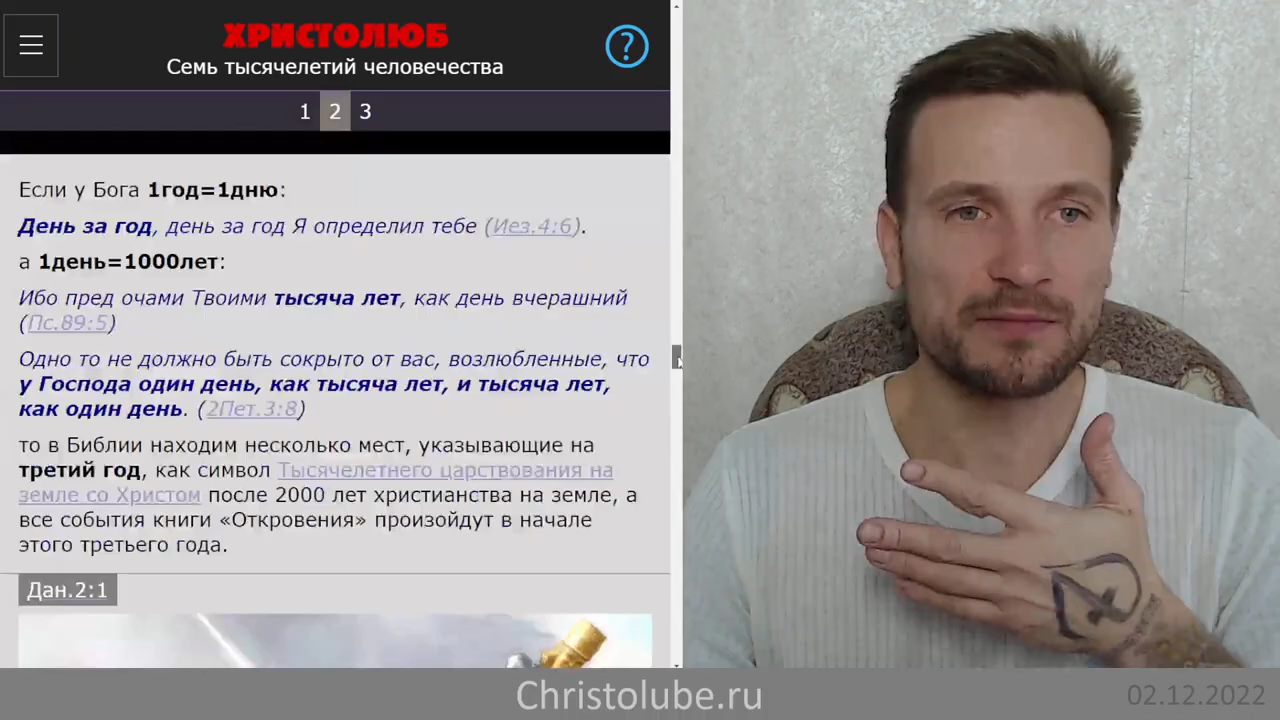 ХРИСТОЛЮБ
Семь тысячелетий человечества
?
1 2 3
Если у Бога 1год=1дню:
День за год, день за год Я определил тебе (Иез.4:6).
а 1день=1000лет:
Ибо пред очами Твоими тысяча лет, как день вчерашний
(Пс.89:5)
Одно то не должно быть сокрыто от вас, возлюбленные, что
у Господа один день, как тысяча лет, и тысяча лет,
как один день. (2Пет.3:8)
то в Библии находим несколько мест, указывающие на
третий год, как символ Тысячелетнего царствования на
земле со Христом после 2000 лет христианства на земле, а
все события книги «Откровения» произойдут в начале
этого третьего года.
Дан.2:1
Christolube.ru
02.12.2022